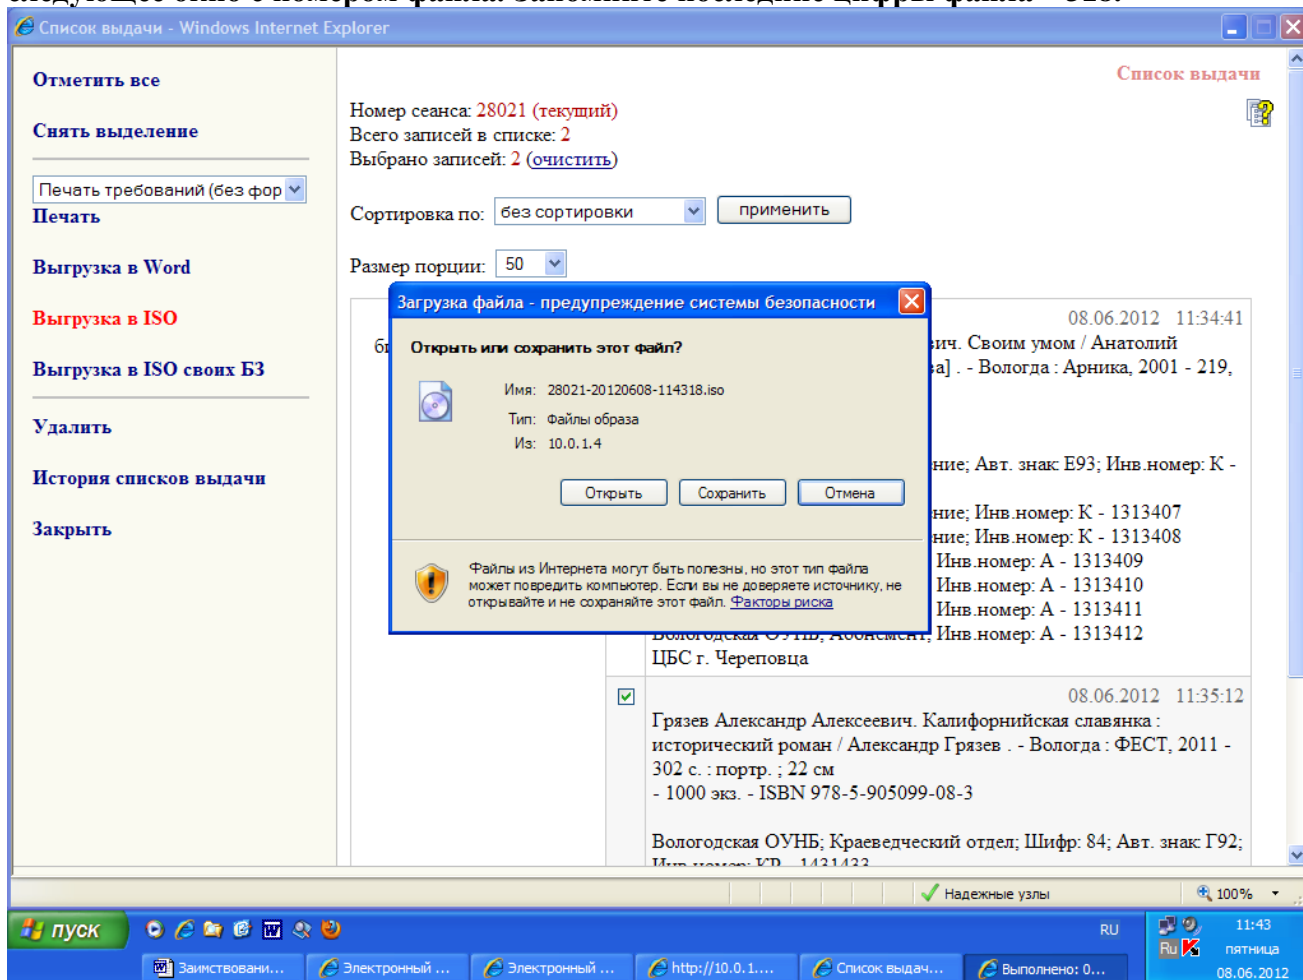 Список выдачи - Windows Internet Explorer
Отметить все
Снять выделение
Печать требований (без фор
Печать
Выгрузка в Word
Выгрузка в ISO
Выгрузка в ISO своих БЗ
Удалить
История списков выдачи
Закрыть
Список выдачи
Номер сеанса: 28021 (текущий)
Всего записей в списке: 2
Выбрано записей: 2 (очистить)
Сортировка по: без сортировки применить
Размер порции: 50
Загрузка файла - предупреждение системы безопасности
Открыть или сохранить этот файл?
Имя: 28021-20120608-114318.iso
Тип: Файлы образа
Из: 10.0.1.4
Открыть Сохранить Отмена
Файлы из Интернета могут быть полезны, но этот тип файла
может повредить компьютер. Если вы не доверяете источнику, не
открывайте и не сохраняйте этот файл. Факторы риска
08.06.2012 11:34:41
вич. Своим умом / Анатолий
ва] . - Вологда : Арника, 2001 - 219,
ние; Авт. знак: Е93; Инв.номер: К -
ние; Инв.номер: К - 1313407
ние; Инв.номер: К - 1313408
Инв.номер: А - 1313409
Инв.номер: А - 1313410
Инв.номер: А - 1313411
Вологодская ОУНБ; Абонемент; Инв.номер: А - 1313412
ЦБС г. Череповца
08.06.2012 11:35:12
Грязев Александр Алексеевич. Калифорнийская славянка :
исторический роман / Александр Грязев . - Вологда : ФЕСТ, 2011 -
302 с. : портр. ; 22 см
- 1000 экз. - ISBN 978-5-905099-08-3
Вологодская ОУНБ; Краеведческий отдел; Шифр: 84; Авт. знак: Г92;
Инв.номер: КР - 1431433
Надежные узлы 100%
пуск RU 11:43
Ru пятница
Заимствовани... Электронный ... Электронный ... http://10.0.1.... Список выдач... Выполнено: 0... 08.06.2012